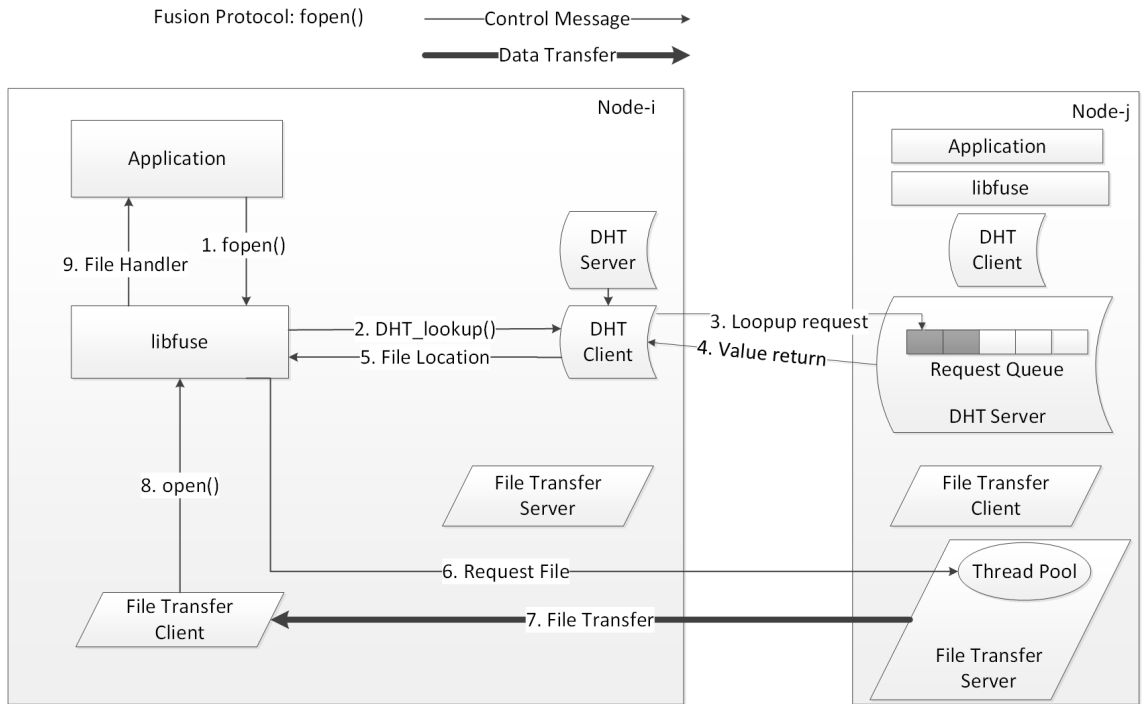 Fusion Protocol: fopen()
Control Message
Data Transfer
Node-i
Application
1. fopen()
9. File Handler
libfuse
DHT
Server
DHT
Client
2. DHT_lookup()
5. File Location
3. Loopup request
4. Value return
8. open()
File Transfer
Server
6. Request File
7. File Transfer
File Transfer
Client
Node-j
Application
libfuse
DHT
Client
Request Queue
DHT Server
File Transfer
Client
Thread Pool
File Transfer
Server